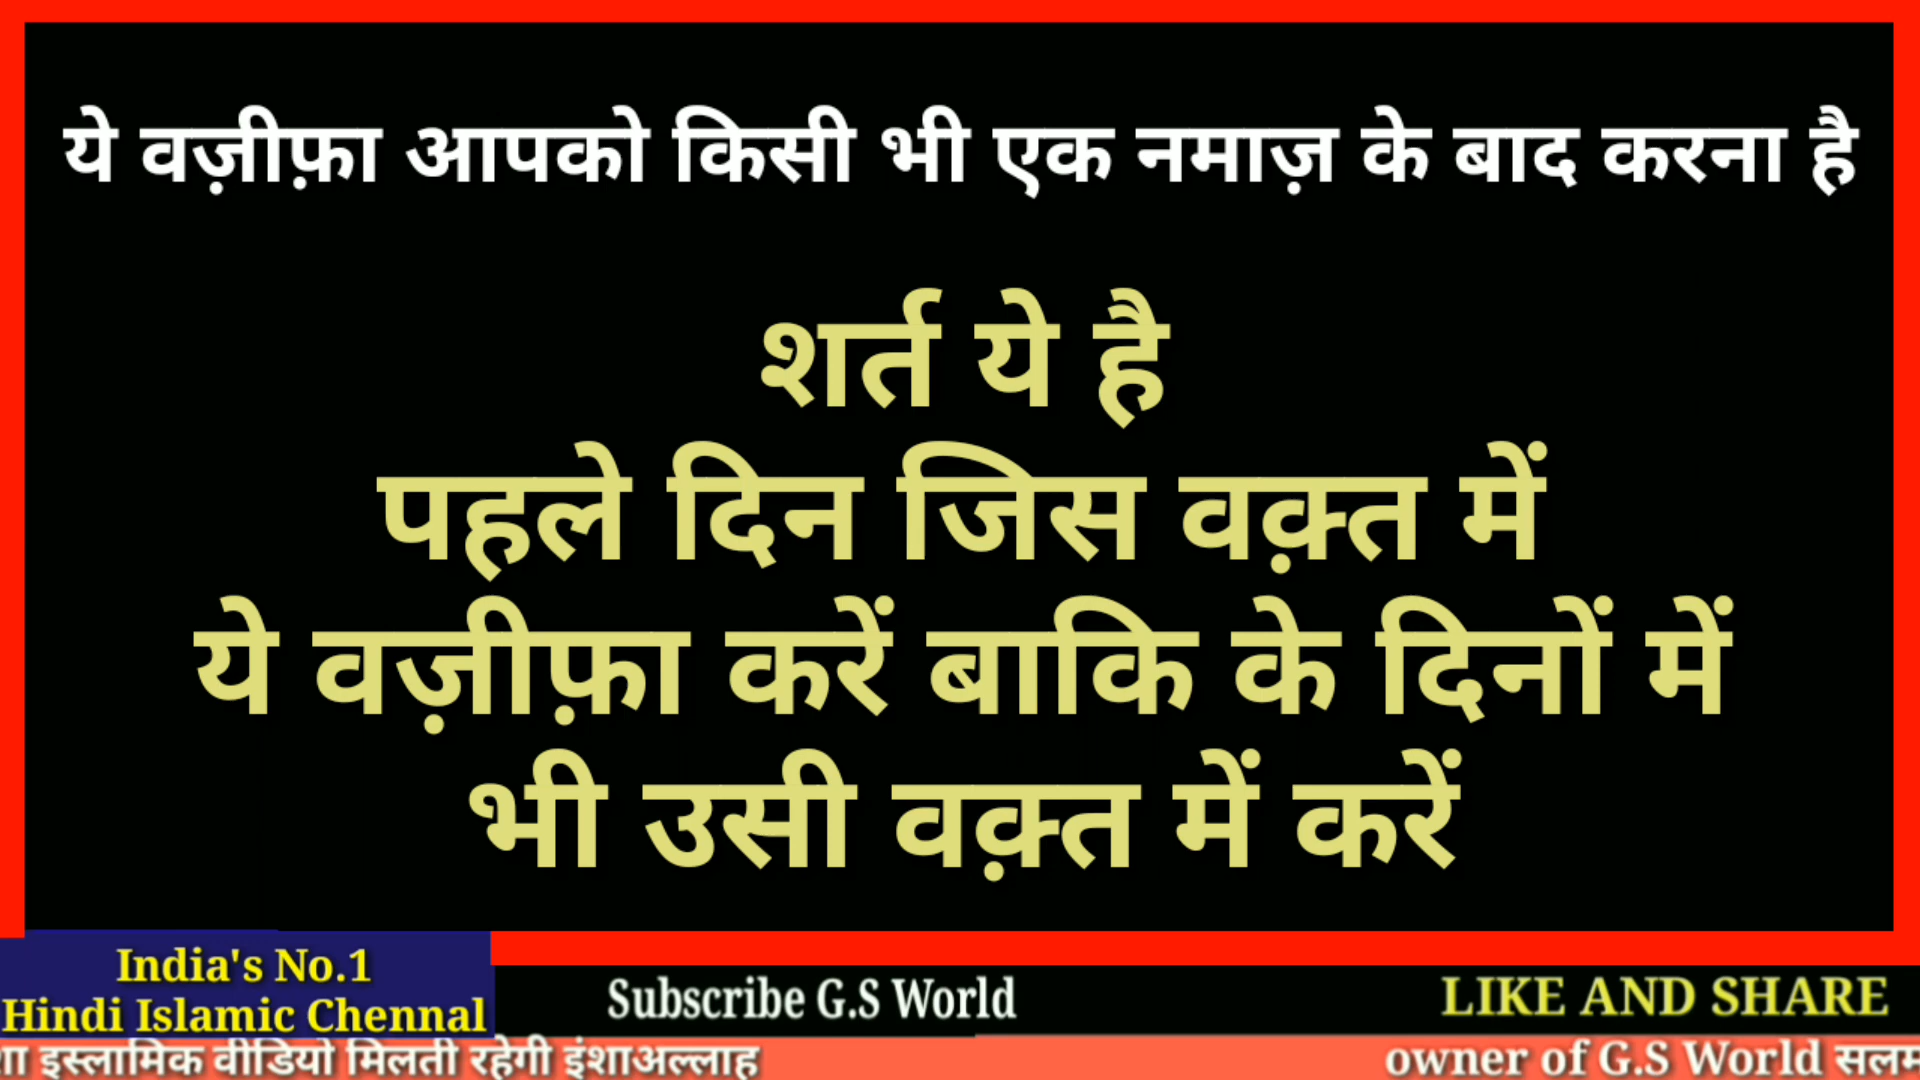 ये वज़ीफ़ा आपको किसी भी एक नमाज़ के बाद करना है
शर्त ये है
पहले दिन जिस वक़्त में
ये वज़ीफ़ा करें बाकि के दिनों में
भी उसी वक़्त में करें
India's No.1
Hindi Islamic Chennal
Subscribe G.S World
LIKE AND SHARE
इस्लामिक वीडियो मिलती रहेगी इंशाअल्लाह
owner of G.S World